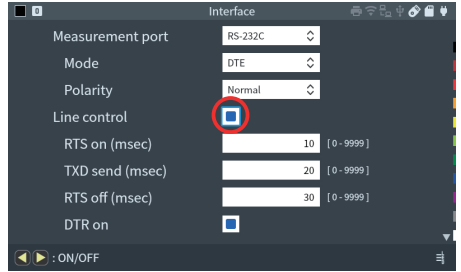 0 Interface
Measurement port RS-232C
Mode DTE
Polarity Normal
Line control
RTS on (msec) 10 [ 0 - 9999 ]
TXD send (msec) 20 [ 0 - 9999 ]
RTS off (msec) 30 [ 0 - 9999 ]
DTR on
: ON/OFF